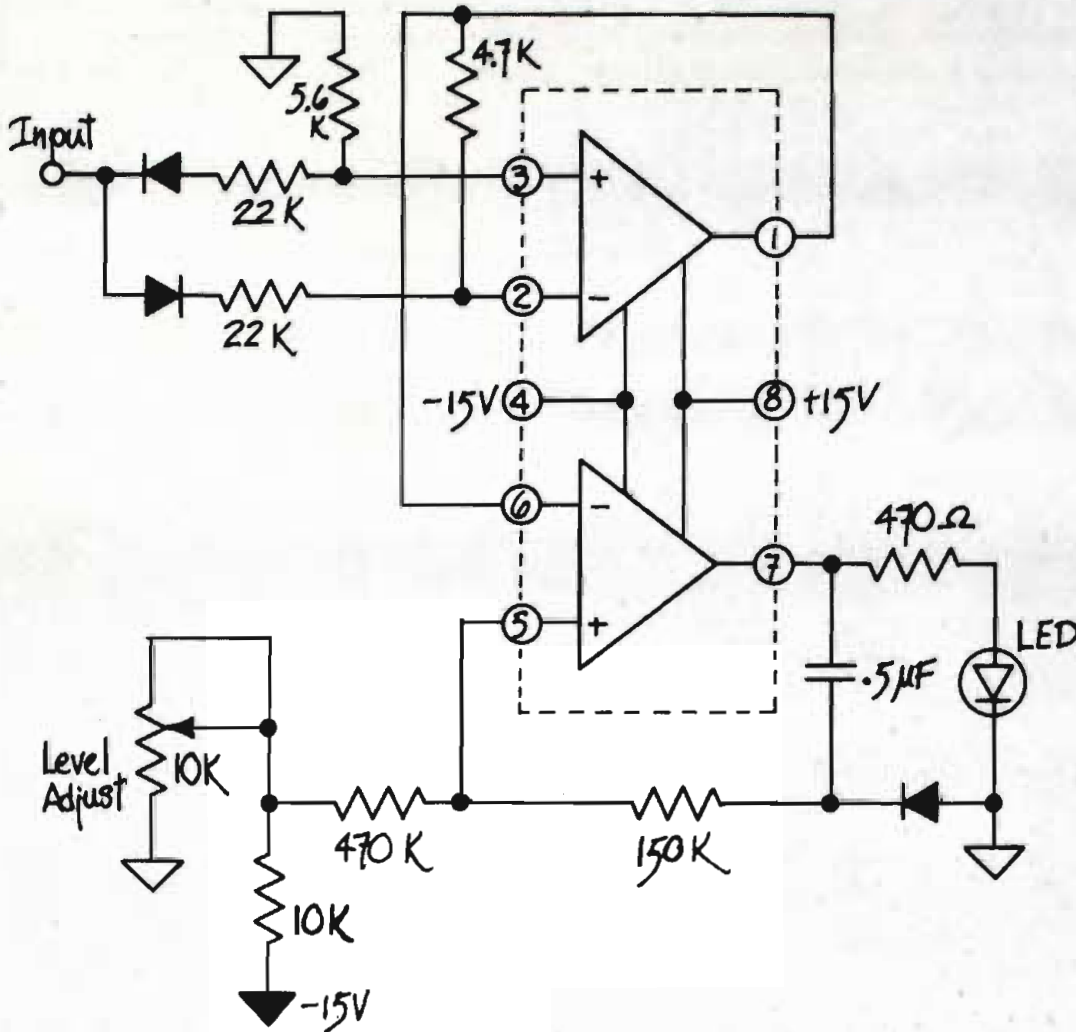 4.7K
5.6
K
Input
3
+
22K
1
2
−
22K
-15V
4
8
+15V
6
−
470Ω
7
5
+
LED
.5µF
Level
Adjust
10K
470K
150K
10K
-15V